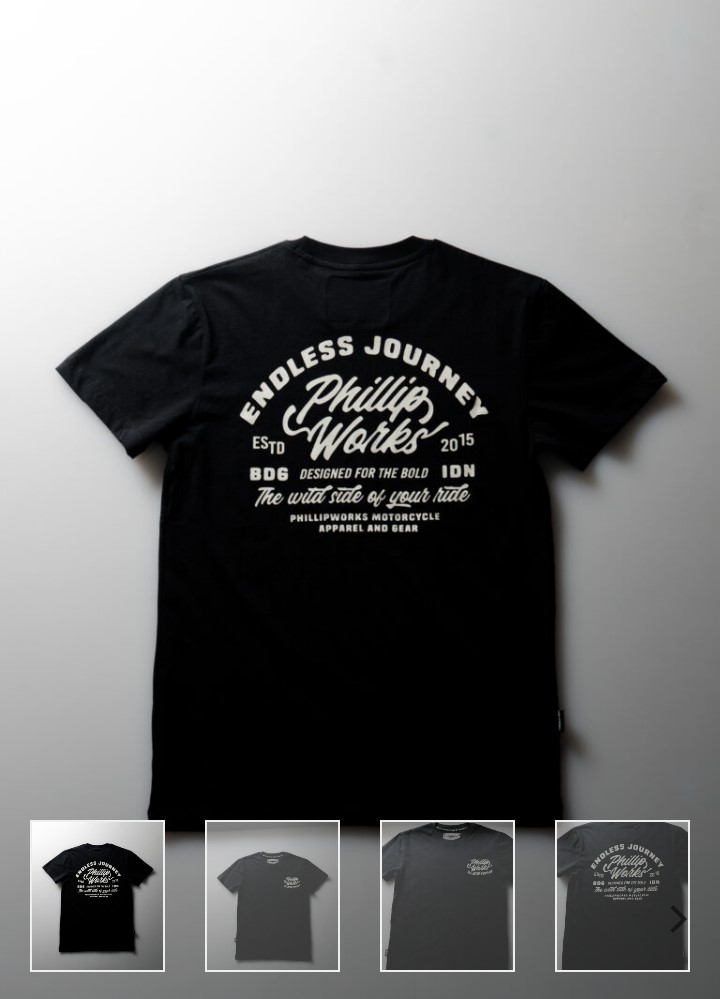 ENDLESS JOURNEY
Phillip
Works
ESTD 2015
BDG DESIGNED FOR THE BOLD IDN
The wild side of your ride
PHILLIPWORKS MOTORCYCLE
APPAREL AND GEAR